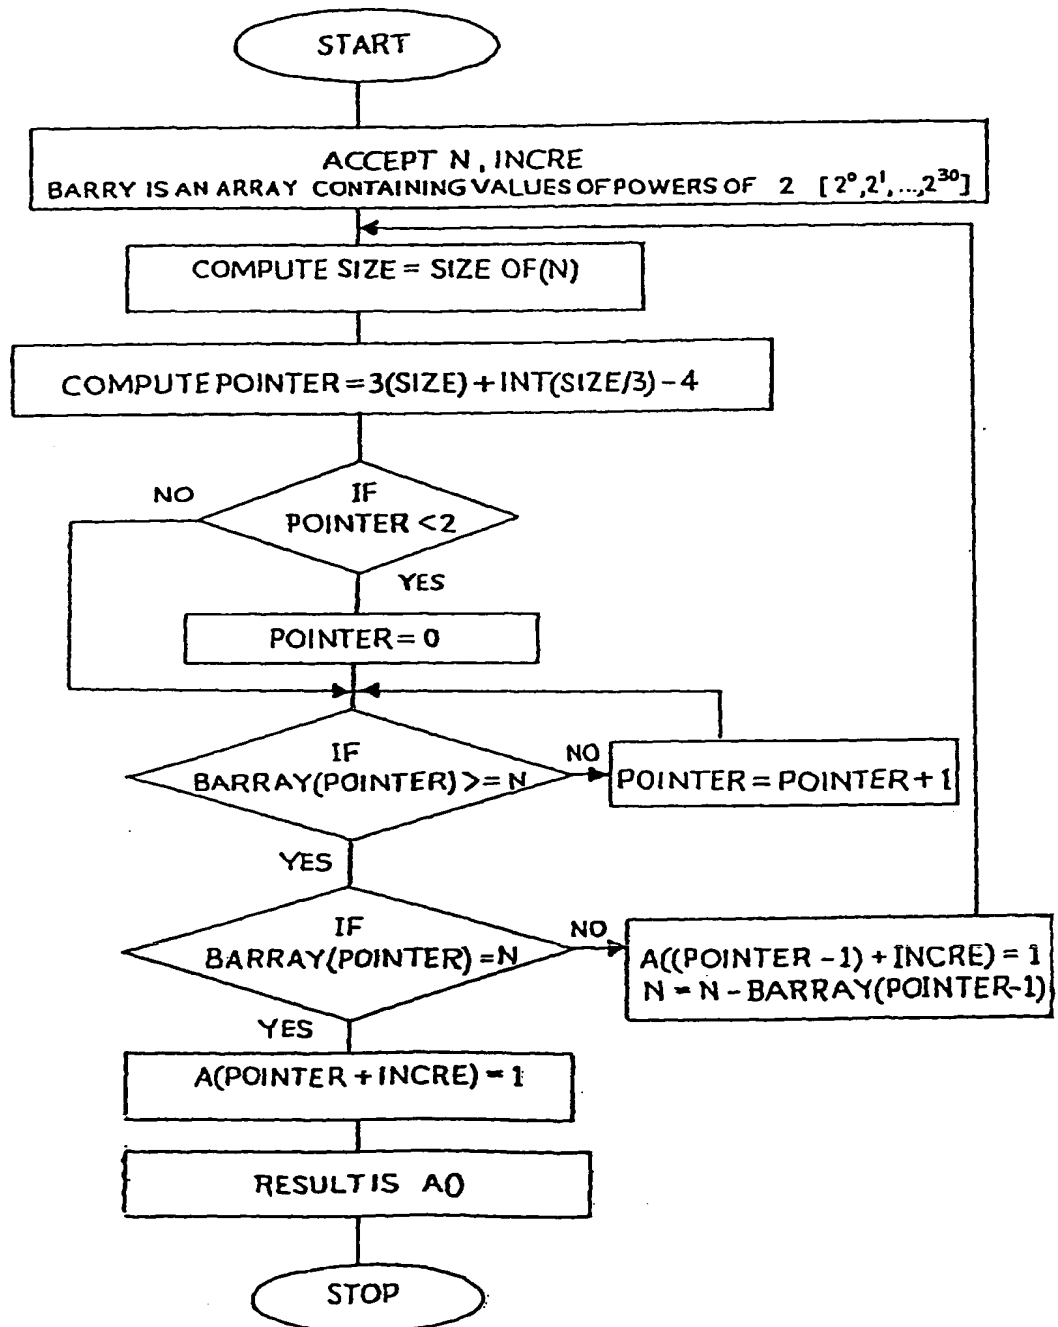 START
ACCEPT N, INCRE
BARRY IS AN ARRAY CONTAINING VALUES OF POWERS OF 2 [2⁰,2¹,...,2³⁰]
COMPUTE SIZE = SIZE OF(N)
COMPUTE POINTER = 3(SIZE) + INT(SIZE/3) - 4
NO
IF
POINTER <2
YES
POINTER = 0
IF
BARRAY(POINTER) >= N
NO
POINTER = POINTER + 1
YES
IF
BARRAY(POINTER) = N
NO
A((POINTER -1) + INCRE) = 1
N = N - BARRAY(POINTER-1)
YES
A(POINTER + INCRE) = 1
RESULT IS A()
STOP